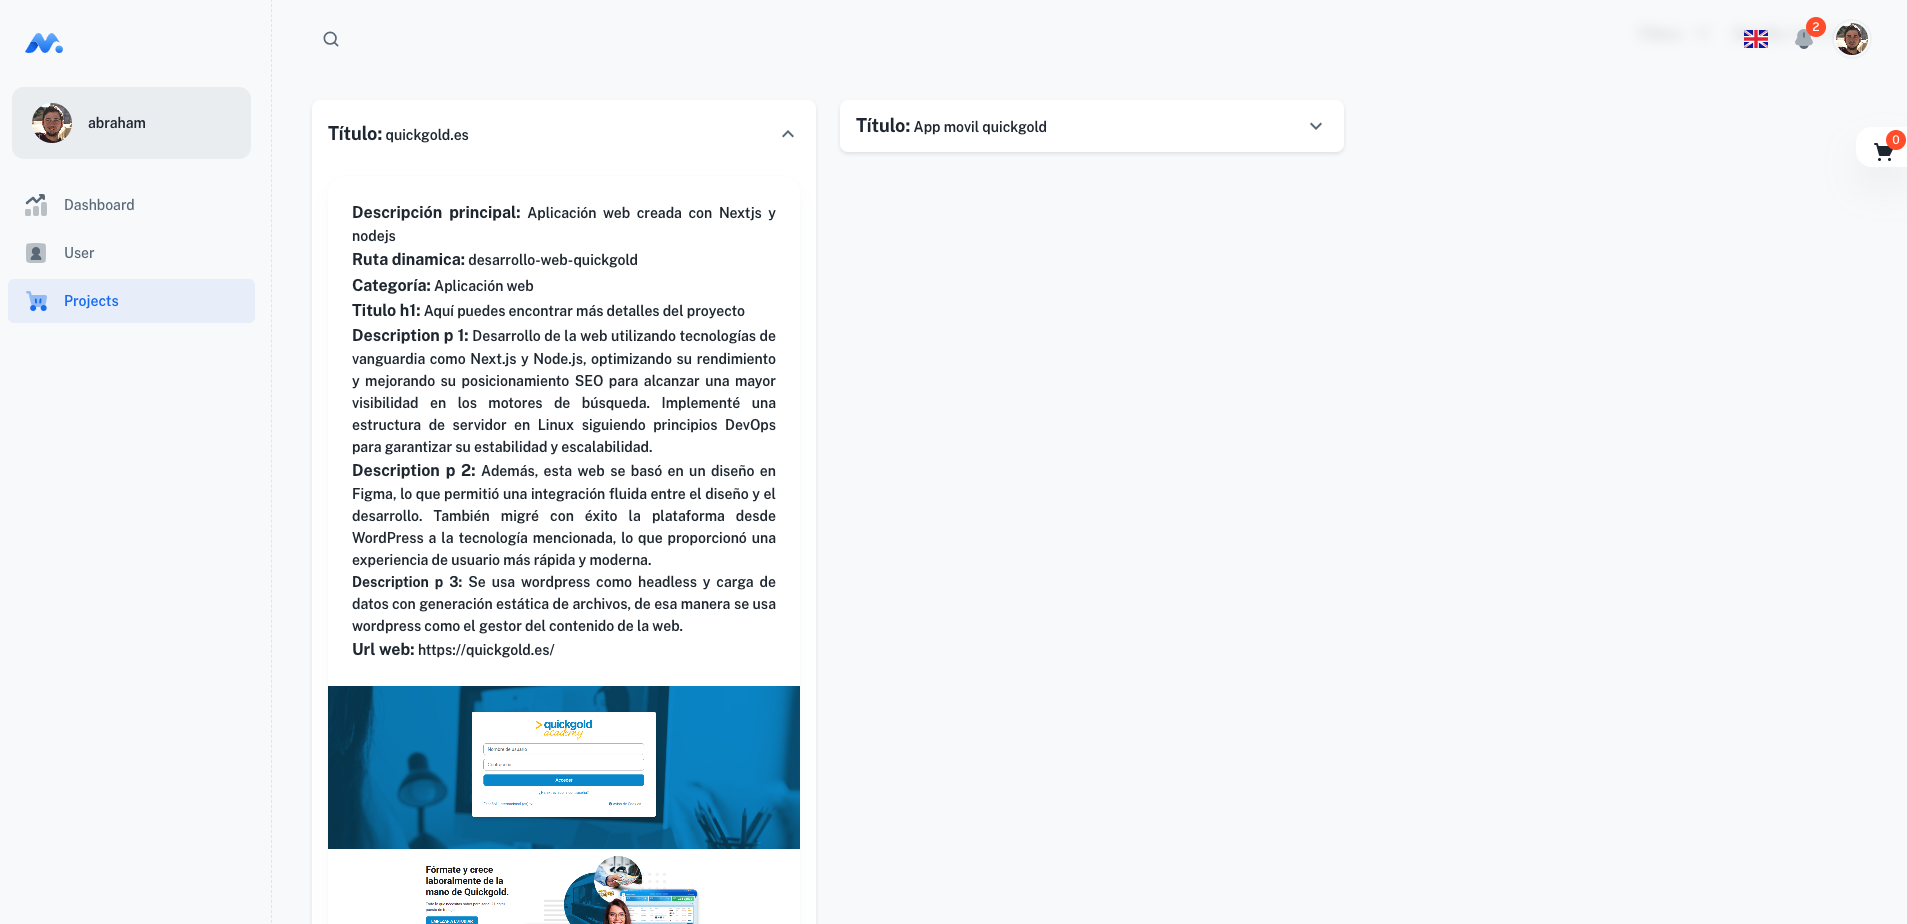 2
abraham
Dashboard
User
Projects
0
Título: quickgold.es
Descripción principal: Aplicación web creada con Nextjs y
nodejs
Ruta dinamica: desarrollo-web-quickgold
Categoría: Aplicación web
Titulo h1: Aquí puedes encontrar más detalles del proyecto
Description p 1: Desarrollo de la web utilizando tecnologías de
vanguardia como Next.js y Node.js, optimizando su rendimiento
y mejorando su posicionamiento SEO para alcanzar una mayor
visibilidad en los motores de búsqueda. Implementé una
estructura de servidor en Linux siguiendo principios DevOps
para garantizar su estabilidad y escalabilidad.
Description p 2: Además, esta web se basó en un diseño en
Figma, lo que permitió una integración fluida entre el diseño y el
desarrollo. También migré con éxito la plataforma desde
WordPress a la tecnología mencionada, lo que proporcionó una
experiencia de usuario más rápida y moderna.
Description p 3: Se usa wordpress como headless y carga de
datos con generación estática de archivos, de esa manera se usa
wordpress como el gestor del contenido de la web.
Url web: https://quickgold.es/
quickgold
academy
Nombre de usuario
Acceder
Fórmate y crece
laboralmente de la
mano de Quickgold.
Título: App movil quickgold